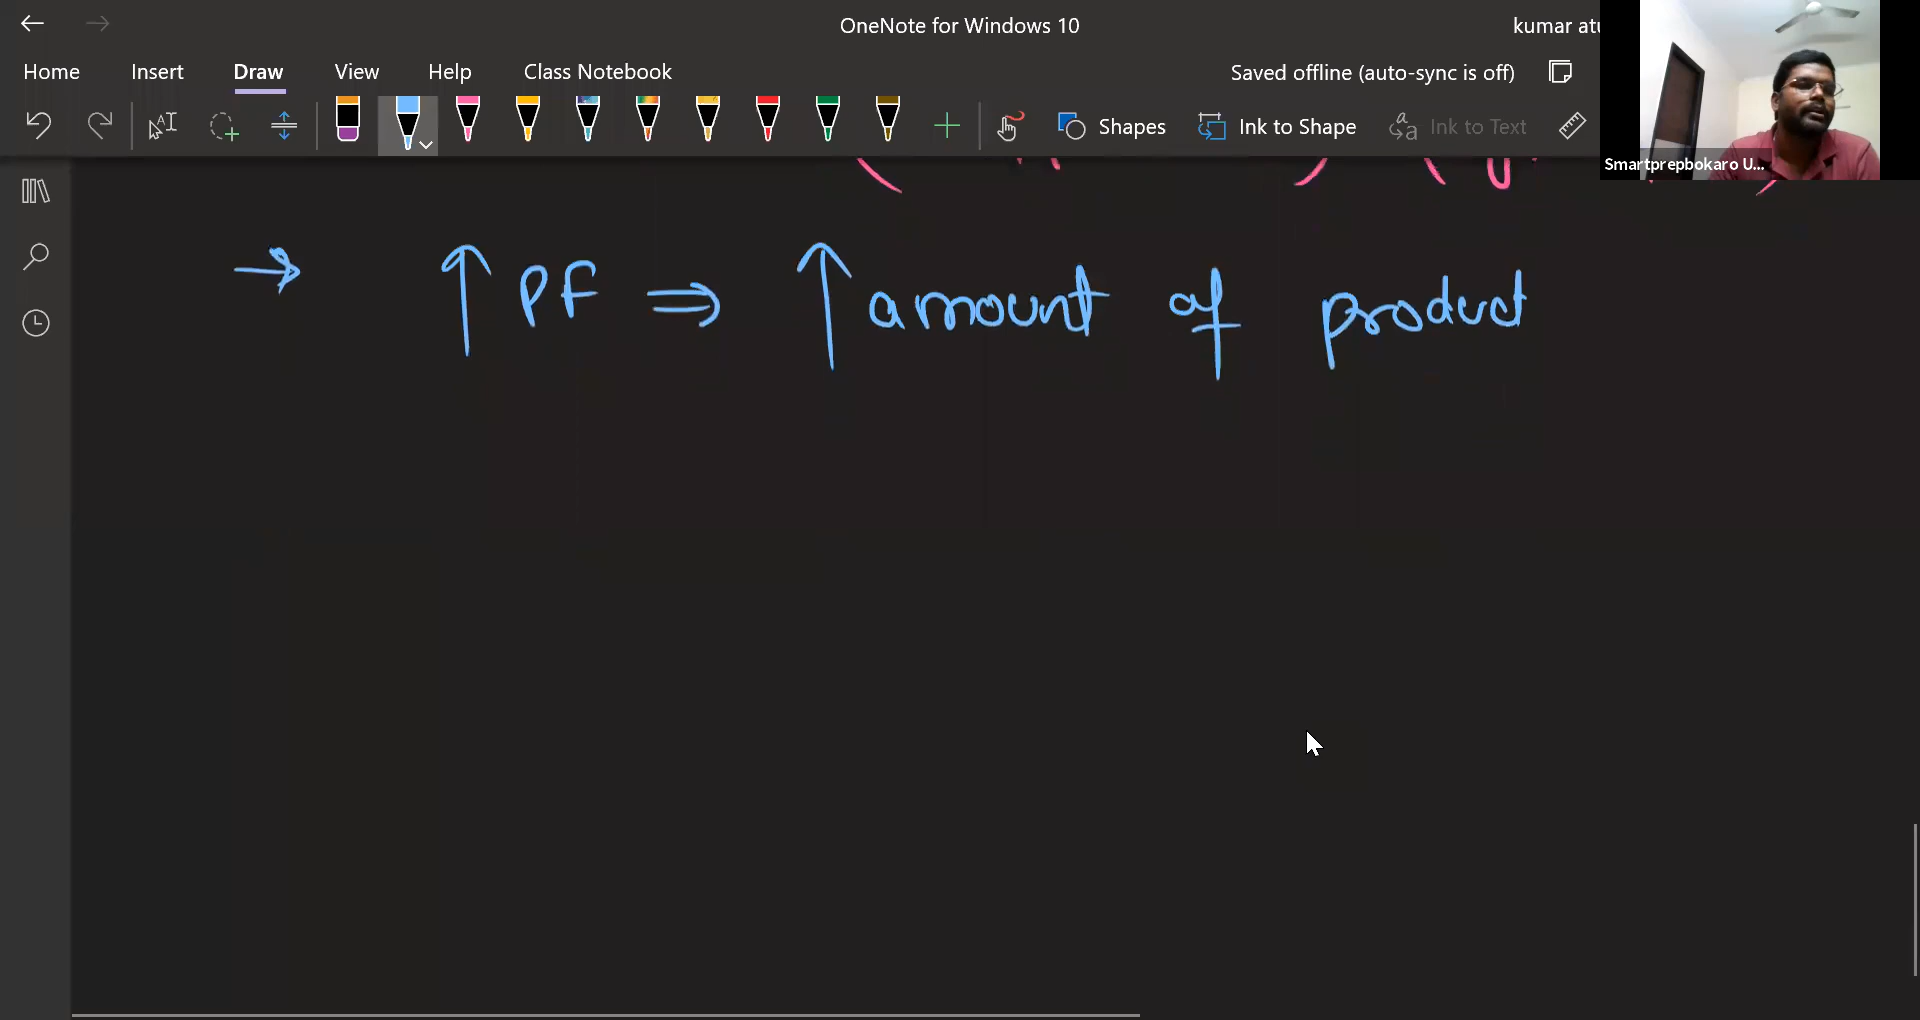 OneNote for Windows 10
kumar atu
Home Insert Draw View Help Class Notebook
Saved offline (auto-sync is off)
Shapes Ink to Shape Ink to Text
Smartprepbokaro U...
→ ↑ PF ⇒ ↑ amount of product